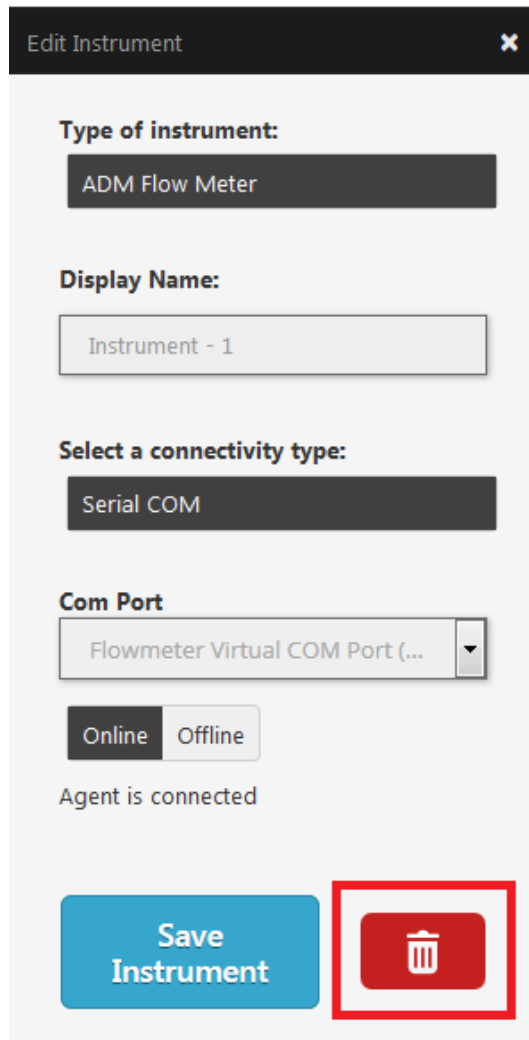 Edit Instrument
Type of instrument:
ADM Flow Meter
Display Name:
Instrument - 1
Select a connectivity type:
Serial COM
Com Port
Flowmeter Virtual COM Port (...
Online Offline
Agent is connected
Save
Instrument